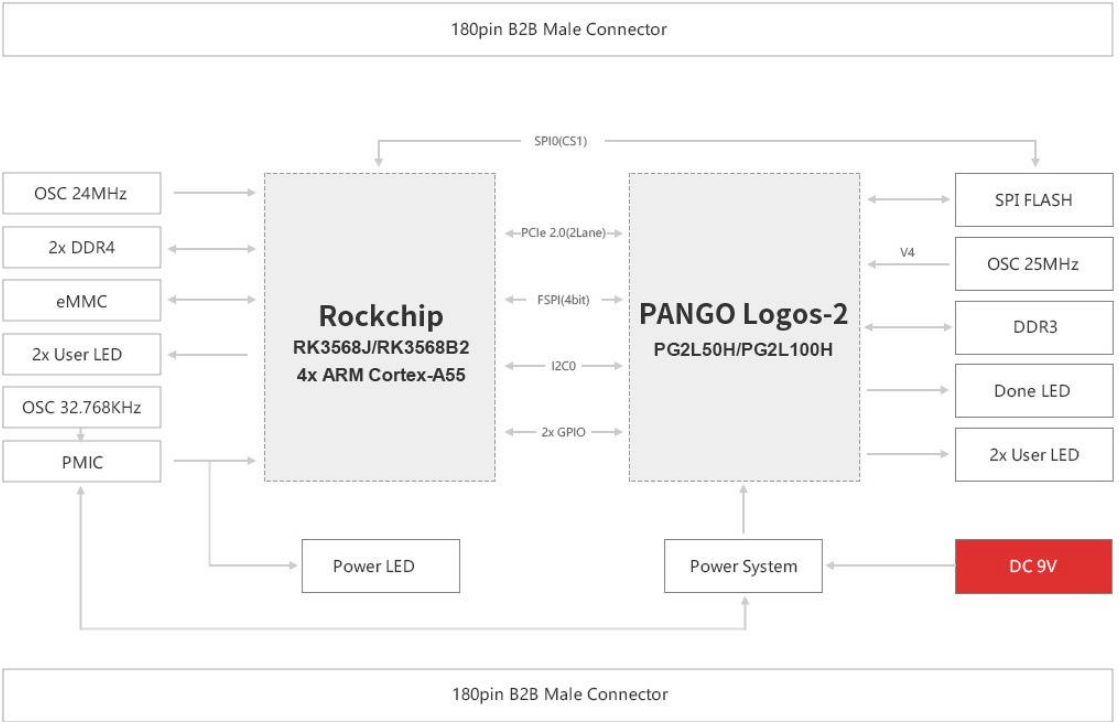 180pin B2B Male Connector
SPI0(CS1)
OSC 24MHz
2x DDR4
eMMC
2x User LED
OSC 32.768KHz
PMIC
Rockchip
RK3568J/RK3568B2
4x ARM Cortex-A55
PCIe 2.0(2Lane)
FSPI(4bit)
I2C0
2x GPIO
PANGO Logos-2
PG2L50H/PG2L100H
SPI FLASH
V4
OSC 25MHz
DDR3
Done LED
2x User LED
Power LED
Power System
DC 9V
180pin B2B Male Connector